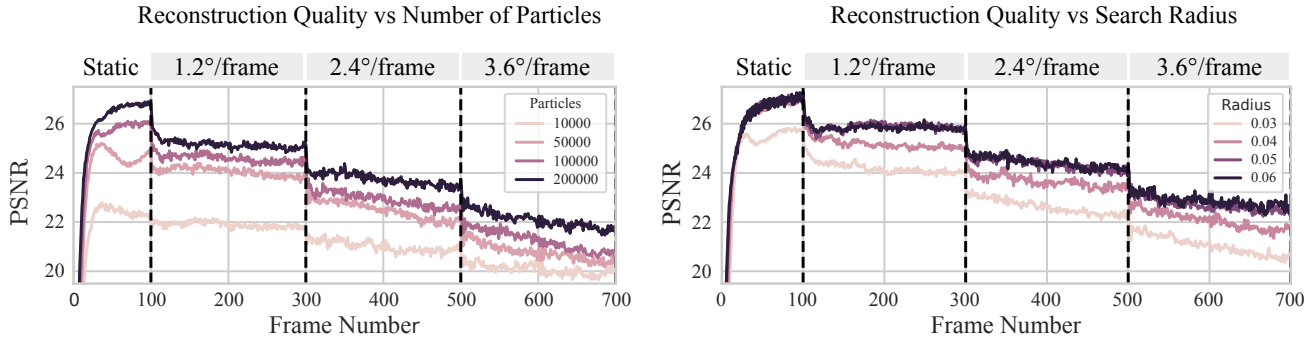 Reconstruction Quality vs Number of Particles
Static 1.2°/frame 2.4°/frame 3.6°/frame
PSNR
26
24
22
20
Particles
10000
50000
100000
200000
0 100 200 300 400 500 600 700
Frame Number
Reconstruction Quality vs Search Radius
Static 1.2°/frame 2.4°/frame 3.6°/frame
PSNR
26
24
22
20
Radius
0.03
0.04
0.05
0.06
0 100 200 300 400 500 600 700
Frame Number